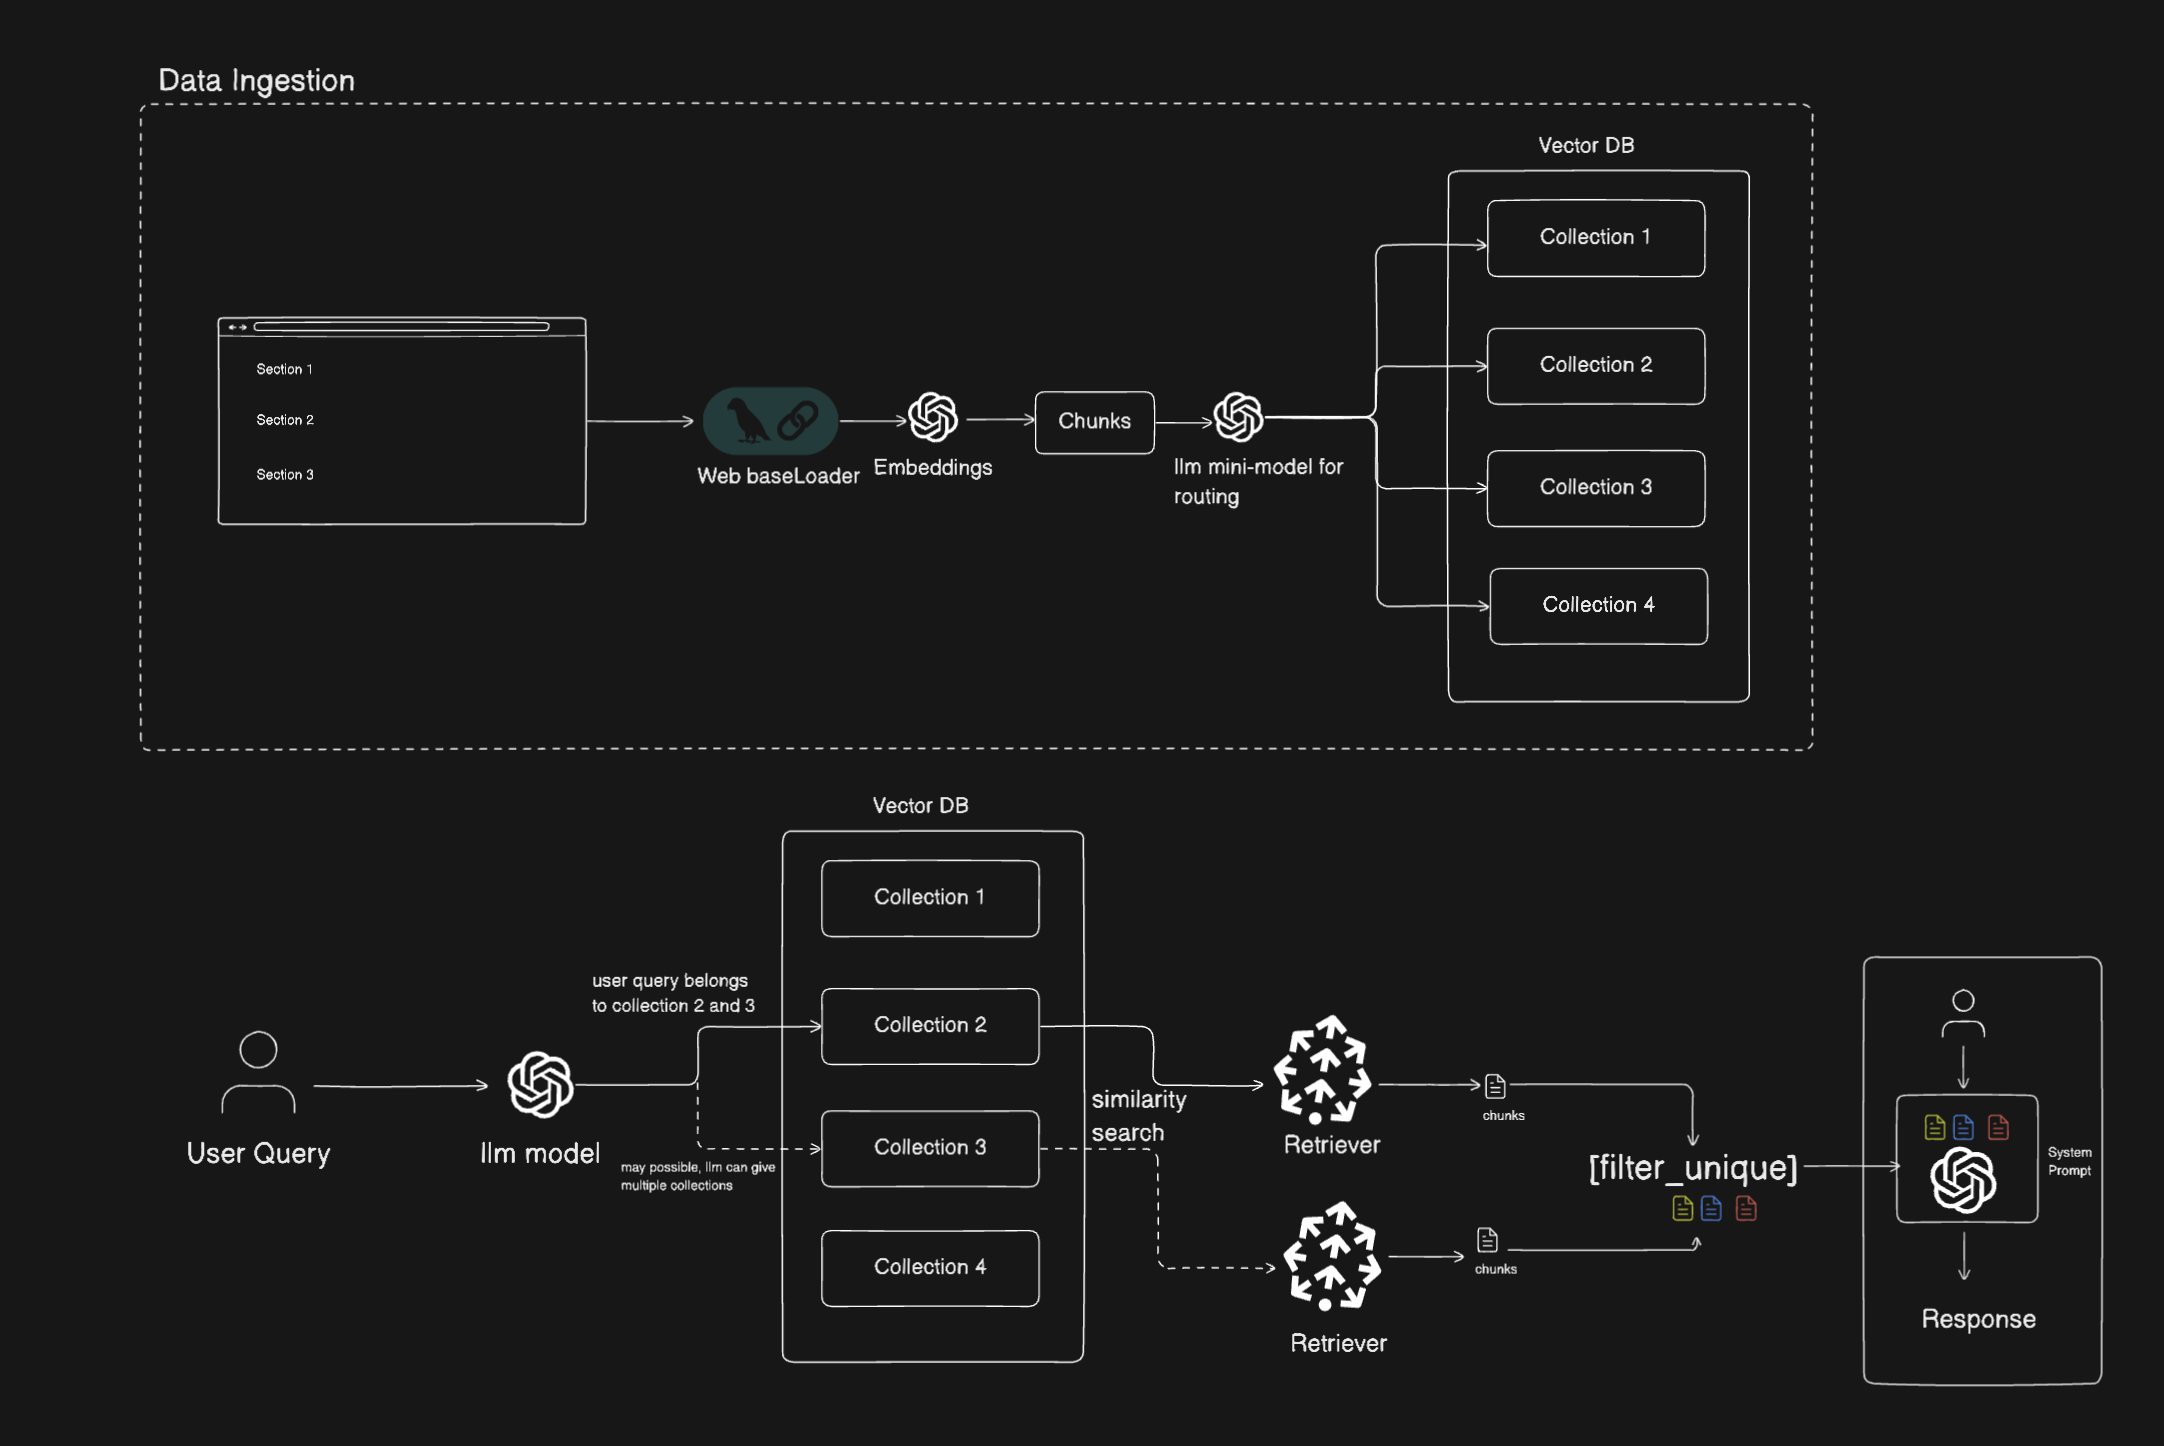 Data Ingestion
Vector DB
Collection 1
Collection 2
Collection 3
Collection 4
Section 1
Section 2
Section 3
Web baseLoader
Embeddings
Chunks
llm mini-model for
routing
Vector DB
Collection 1
Collection 2
Collection 3
Collection 4
user query belongs
to collection 2 and 3
User Query
llm model
may possible, llm can give
multiple collections
similarity
search
Retriever
chunks
Retriever
chunks
[filter_unique]
System
Prompt
Response